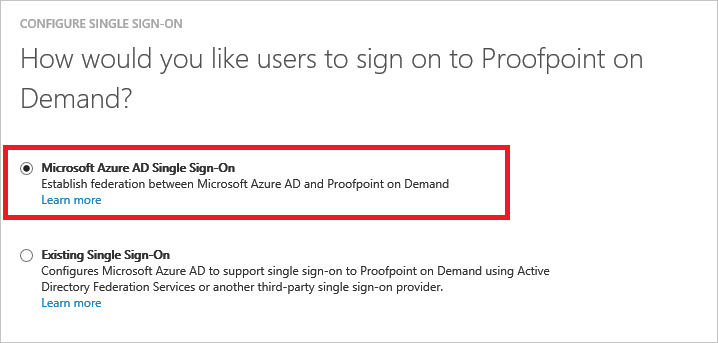 CONFIGURE SINGLE SIGN-ON
How would you like users to sign on to Proofpoint on
Demand?
Microsoft Azure AD Single Sign-On
Establish federation between Microsoft Azure AD and Proofpoint on Demand
Learn more
Existing Single Sign-On
Configures Microsoft Azure AD to support single sign-on to Proofpoint on Demand using Active
Directory Federation Services or another third-party single sign-on provider.
Learn more